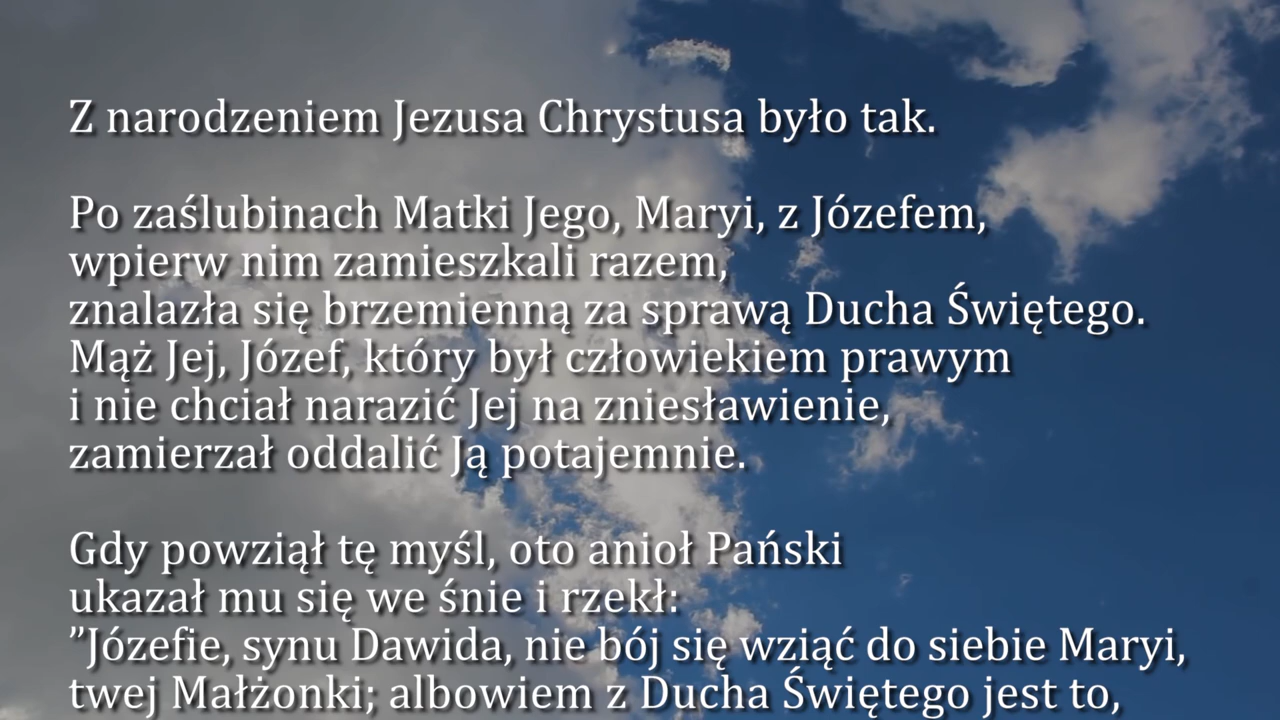 Z narodzeniem Jezusa Chrystusa było tak.
Po zaślubinach Matki Jego, Maryi, z Józefem,
wpierw nim zamieszkali razem,
znalazła się brzemienną za sprawą Ducha Świętego.
Mąż Jej, Józef, który był człowiekiem prawym
i nie chciał narazić Jej na zniesławienie,
zamierzał oddalić Ją potajemnie.
Gdy powziął tę myśl, oto anioł Pański
ukazał mu się we śnie i rzekł:
”Józefie, synu Dawida, nie bój się wziąć do siebie Maryi,
twej Małżonki; albowiem z Ducha Świętego jest to,